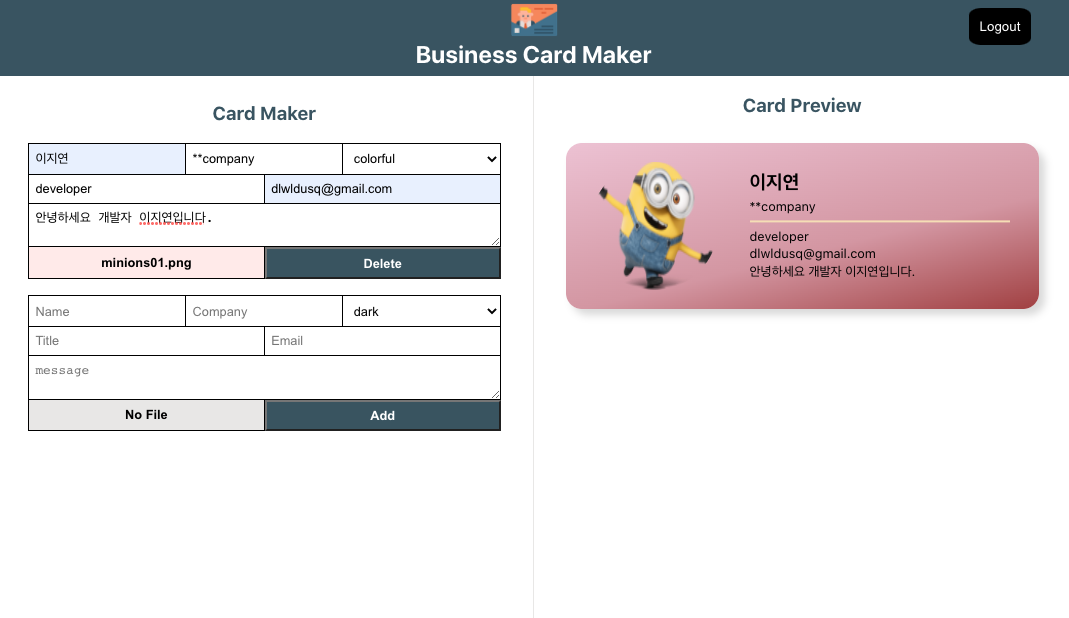 Logout
Business Card Maker
Card Maker
이지연 **company colorful
developer dlwldusq@gmail.com
안녕하세요 개발자 이지연입니다.
minions01.png Delete
Name Company dark
Title Email
message
No File Add
Card Preview
이지연
**company
developer
dlwldusq@gmail.com
안녕하세요 개발자 이지연입니다.